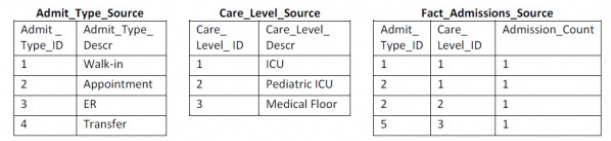 Admit_Type_Source
Admit_ Type_ID | Admit_Type_ Descr
1 | Walk-in
2 | Appointment
3 | ER
4 | Transfer
Care_Level_Source
Care_ Level_ ID | Care_Level_ Descr
1 | ICU
2 | Pediatric ICU
3 | Medical Floor
Fact_Admissions_Source
Admit_ Type_ID | Care_ Level_ID | Admission_Count
1 | 1 | 1
2 | 1 | 1
2 | 2 | 1
5 | 3 | 1